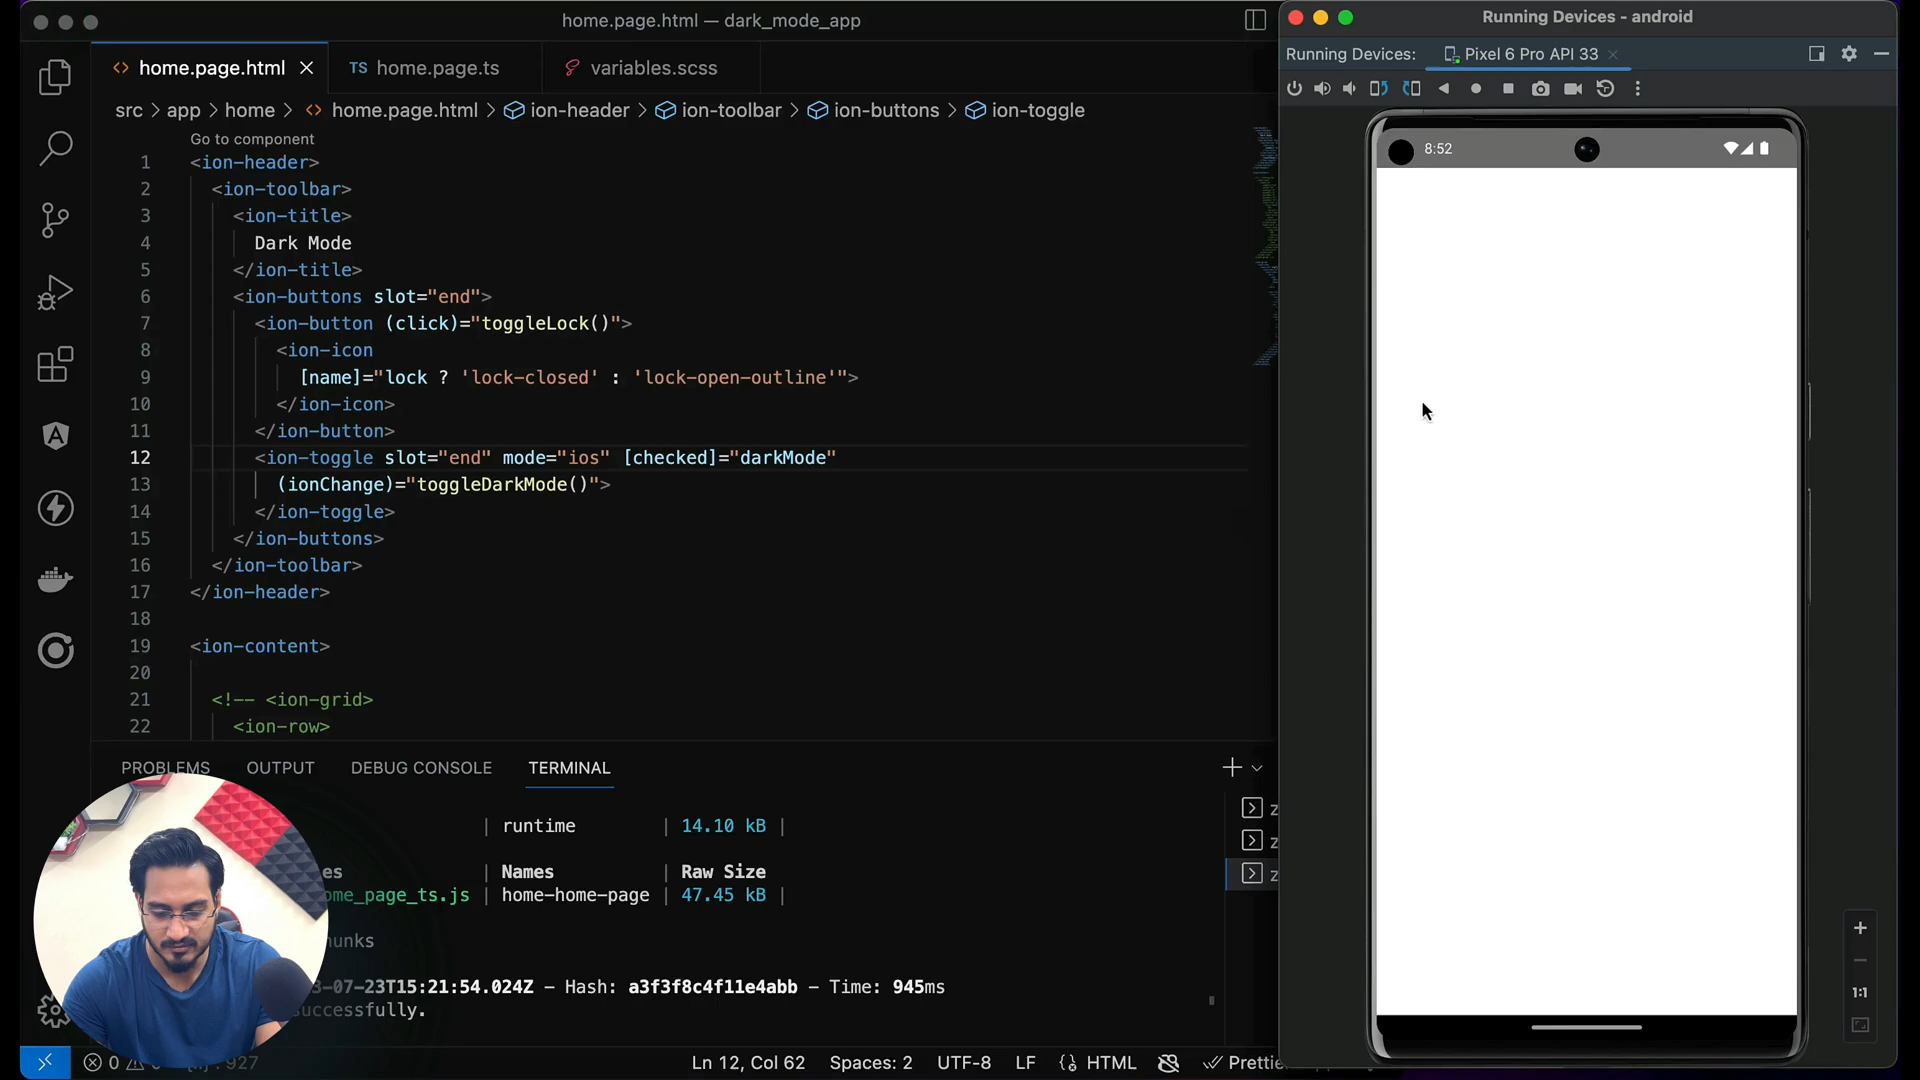 home.page.html — dark_mode_app
home.page.html
TS home.page.ts
variables.scss
src > app > home > home.page.html > ion-header > ion-toolbar > ion-buttons > ion-toggle
Go to component
1 <ion-header>
2 <ion-toolbar>
3 <ion-title>
4 Dark Mode
5 </ion-title>
6 <ion-buttons slot="end">
7 <ion-button (click)="toggleLock()">
8 <ion-icon
9 [name]="lock ? 'lock-closed' : 'lock-open-outline'">
10 </ion-icon>
11 </ion-button>
12 <ion-toggle slot="end" mode="ios" [checked]="darkMode"
13 (ionChange)="toggleDarkMode()">
14 </ion-toggle>
15 </ion-buttons>
16 </ion-toolbar>
17 </ion-header>
18
19 <ion-content>
20
21 <!-- <ion-grid>
22 <ion-row>
PROBLEMS OUTPUT DEBUG CONSOLE TERMINAL
| runtime | 14.10 kB |
es | Names | Raw Size
ome_page_ts.js | home-home-page | 47.45 kB |
hunks
-07-23T15:21:54.024Z - Hash: a3f3f8c4f11e4abb - Time: 945ms
uccessfully.
z
z
z
0 927 Ln 12, Col 62 Spaces: 2 UTF-8 LF HTML Prettie
Running Devices - android
Running Devices: Pixel 6 Pro API 33
8:52
1:1